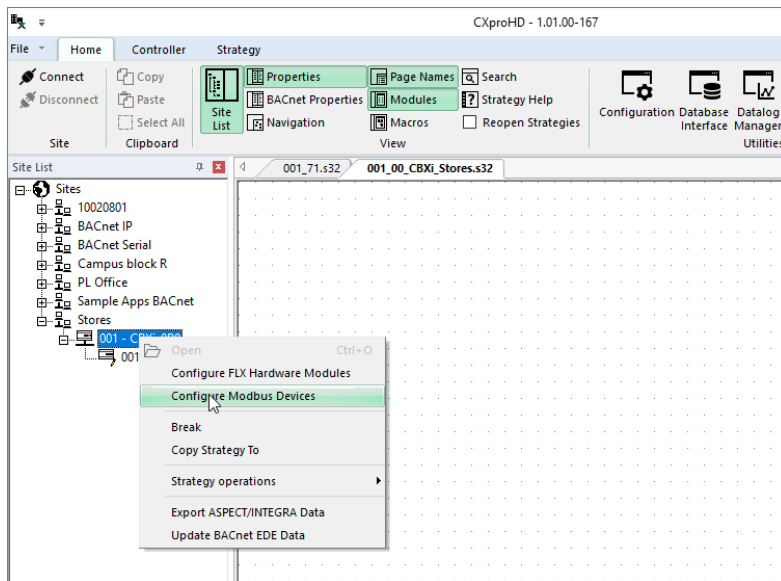 CXproHD - 1.01.00-167
File Home Controller Strategy
Connect
Disconnect
Site
Copy
Paste
Select All
Clipboard
Site List
Properties
BACnet Properties
Navigation
Page Names
Modules
Macros
Search
Strategy Help
Reopen Strategies
View
Configuration
Database Interface
Datalog Manager
Utilities
Site List
001_71.s32
001_00_CBXi_Stores.s32
Sites
10020801
BACnet IP
BACnet Serial
Campus block R
PL Office
Sample Apps BACnet
Stores
001 -
001
Open Ctrl+O
Configure FLX Hardware Modules
Configure Modbus Devices
Break
Copy Strategy To
Strategy operations
Export ASPECT/INTEGRA Data
Update BACnet EDE Data